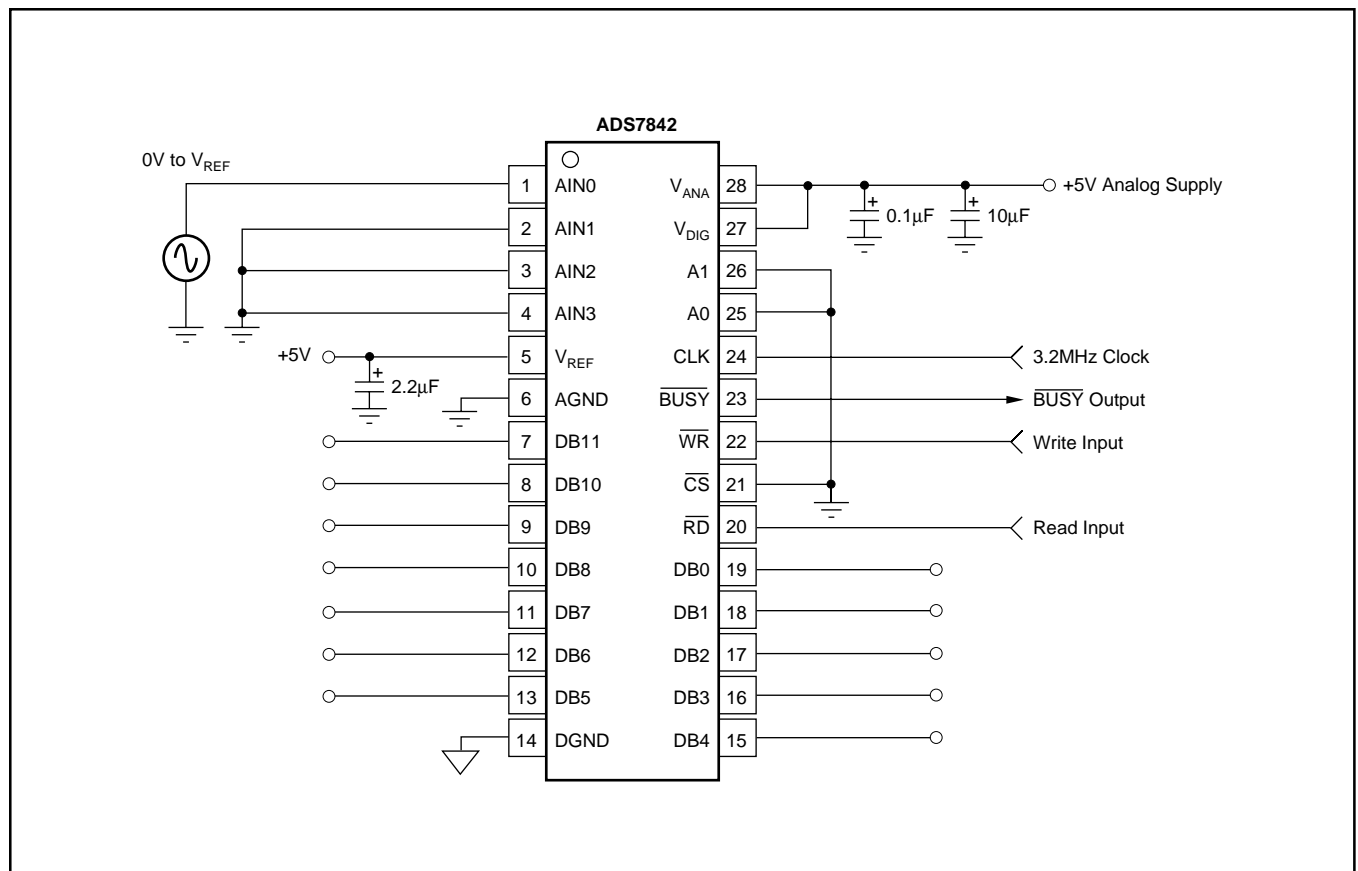 ADS7842
0V to VREF
1 AIN0 VANA 28 +5V Analog Supply
+ 0.1μF + 10μF
2 AIN1 VDIG 27
3 AIN2 A1 26
4 AIN3 A0 25
+5V 5 VREF CLK 24 3.2MHz Clock
+ 2.2μF
6 AGND BUSY 23 BUSY Output
7 DB11 WR 22 Write Input
8 DB10 CS 21
9 DB9 RD 20 Read Input
10 DB8 DB0 19
11 DB7 DB1 18
12 DB6 DB2 17
13 DB5 DB3 16
14 DGND DB4 15